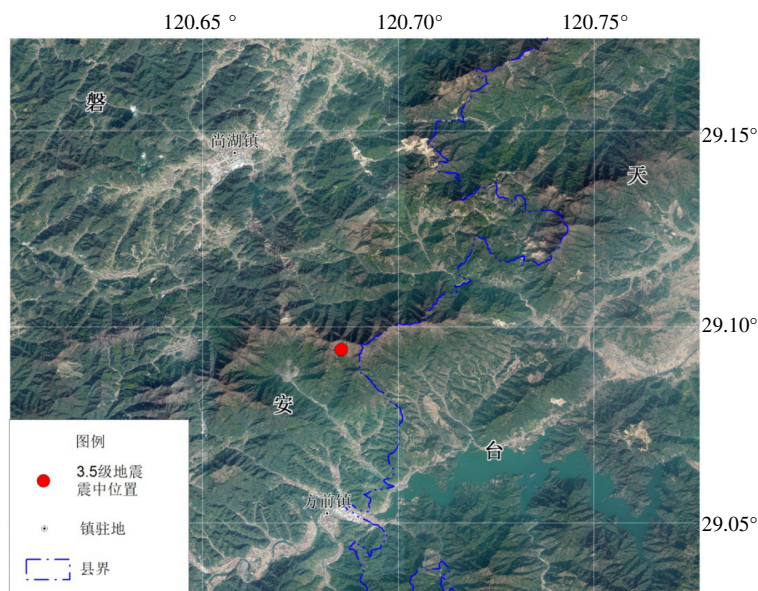 120.65 ° 120.70° 120.75°
磐
尚湖镇
29.15°
天
29.10°
安
台
图例
3.5级地震
震中位置
方前镇
镇驻地
29.05°
县界